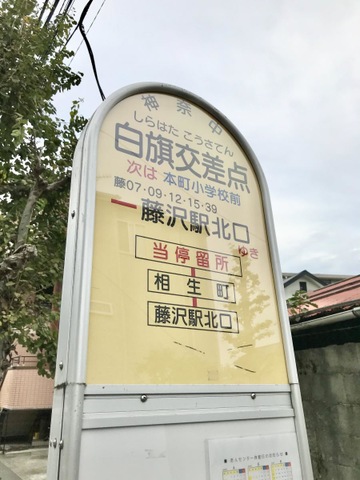 神奈中
しらはた こうさてん
白旗交差点
次は 本町小学校前
藤07・09・12・15・39
藤沢駅北口
ゆき
当停留所
相生町
藤沢駅北口